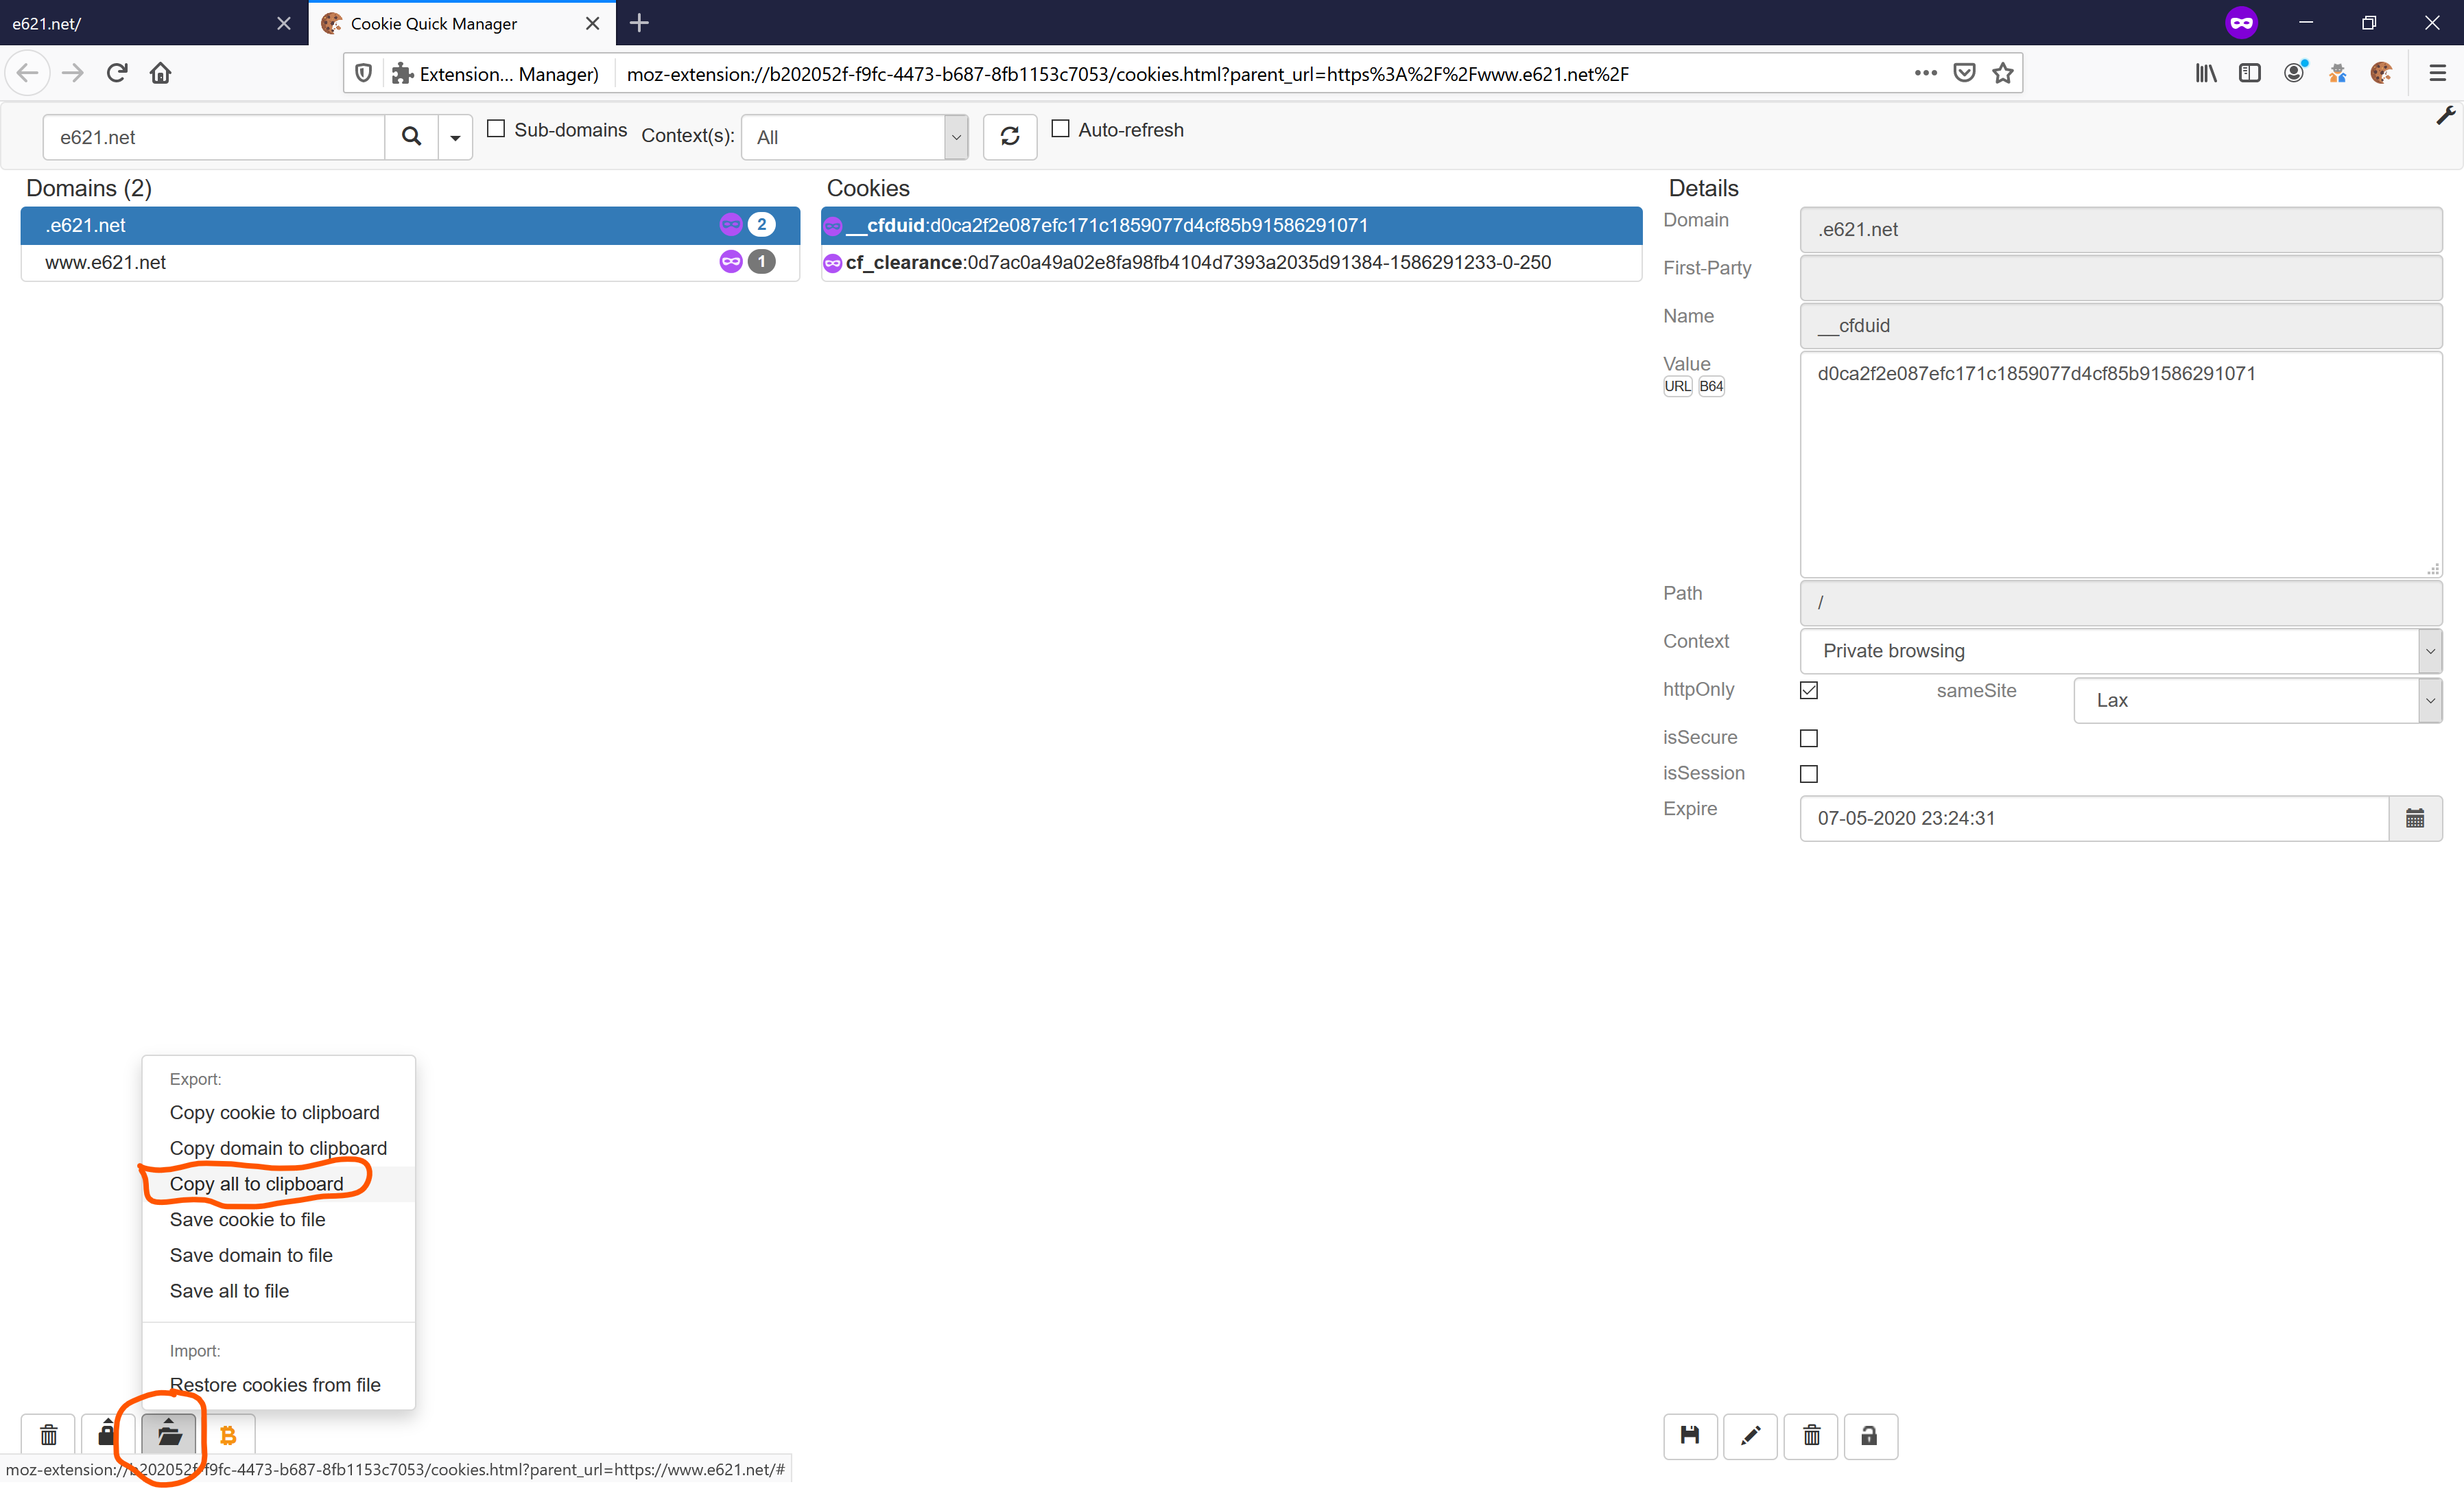 e621.net/
Cookie Quick Manager
Extension... Manager)
moz-extension://b202052f-f9fc-4473-b687-8fb1153c7053/cookies.html?parent_url=https%3A%2F%2Fwww.e621.net%2F
e621.net
Sub-domains
Context(s):
All
Auto-refresh
Domains (2)
.e621.net
2
www.e621.net
1
Cookies
__cfduid:d0ca2f2e087efc171c1859077d4cf85b91586291071
cf_clearance:0d7ac0a49a02e8fa98fb4104d7393a2035d91384-1586291233-0-250
Details
Domain
.e621.net
First-Party
Name
__cfduid
Value
URL B64
d0ca2f2e087efc171c1859077d4cf85b91586291071
Path
/
Context
Private browsing
httpOnly
sameSite
Lax
isSecure
isSession
Expire
07-05-2020 23:24:31
Export:
Copy cookie to clipboard
Copy domain to clipboard
Copy all to clipboard
Save cookie to file
Save domain to file
Save all to file
Import:
Restore cookies from file
moz-extension://b202052f-f9fc-4473-b687-8fb1153c7053/cookies.html?parent_url=https://www.e621.net/#